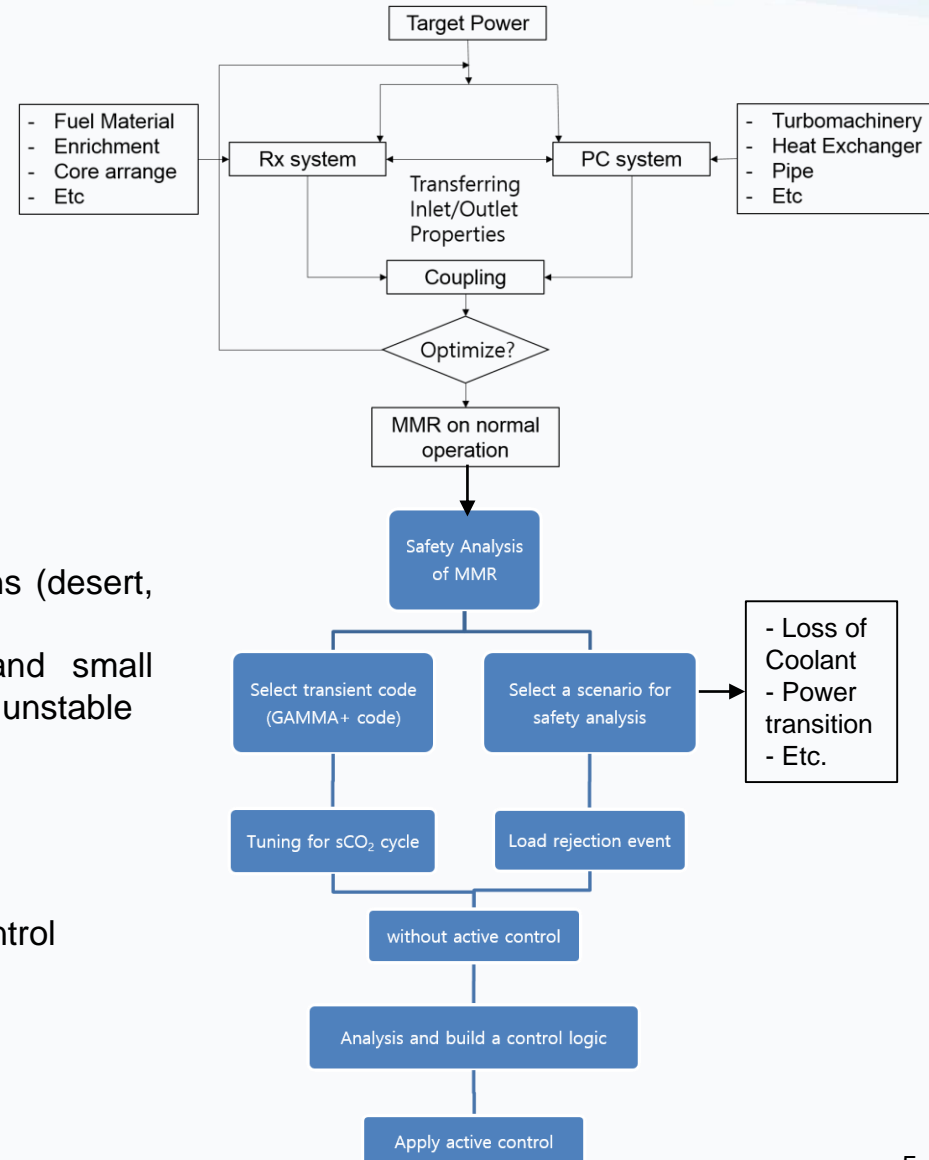 Target Power
- Fuel Material
- Enrichment
- Core arrange
- Etc
Rx system
PC system
- Turbomachinery
- Heat Exchanger
- Pipe
- Etc
Transferring
Inlet/Outlet
Properties
Coupling
Optimize?
MMR on normal
operation
Safety Analysis
of MMR
(desert,
and small
unstable
Select transient code
(GAMMA+ code)
Select a scenario for
safety analysis
- Loss of
Coolant
- Power
transition
- Etc.
Tuning for sCO₂ cycle
Load rejection event
without active control
Analysis and build a control logic
Apply active control